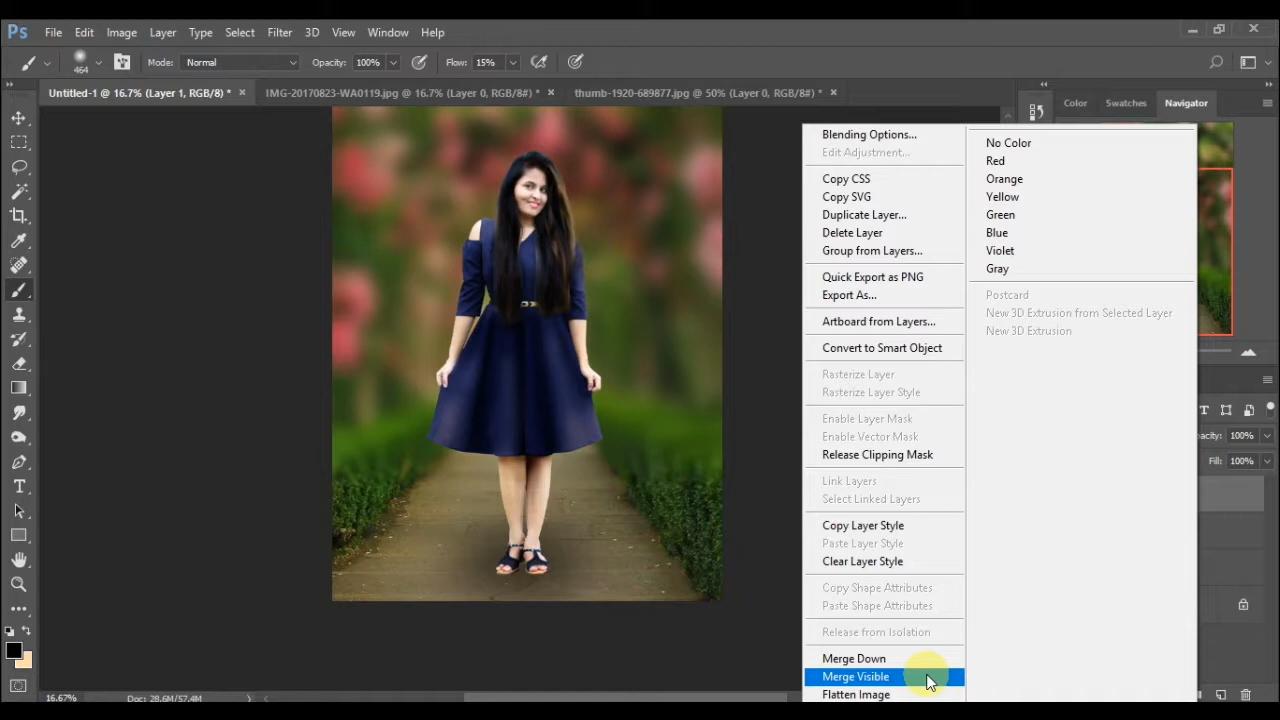 Ps File Edit Image Layer Type Select Filter 3D View Window Help
464 Mode: Normal Opacity: 100% Flow: 15%
Untitled-1 @ 16.7% (Layer 1, RGB/8) * IMG-20170823-WA0119.jpg @ 16.7% (Layer 0, RGB/8#) * thumb-1920-689877.jpg @ 50% (Layer 0, RGB/8#) *
Color Swatches Navigator
Blending Options...
Edit Adjustment...
Copy CSS
Copy SVG
Duplicate Layer...
Delete Layer
Group from Layers...
Quick Export as PNG
Export As...
Artboard from Layers...
Convert to Smart Object
Rasterize Layer
Rasterize Layer Style
Enable Layer Mask
Enable Vector Mask
Release Clipping Mask
Link Layers
Select Linked Layers
Copy Layer Style
Paste Layer Style
Clear Layer Style
Copy Shape Attributes
Paste Shape Attributes
Release from Isolation
Merge Down
Merge Visible
Flatten Image
No Color
Red
Orange
Yellow
Green
Blue
Violet
Gray
Postcard
New 3D Extrusion from Selected Layer
New 3D Extrusion
100%
Fill: 100%
16.67% Doc: 28.6M/57.4M